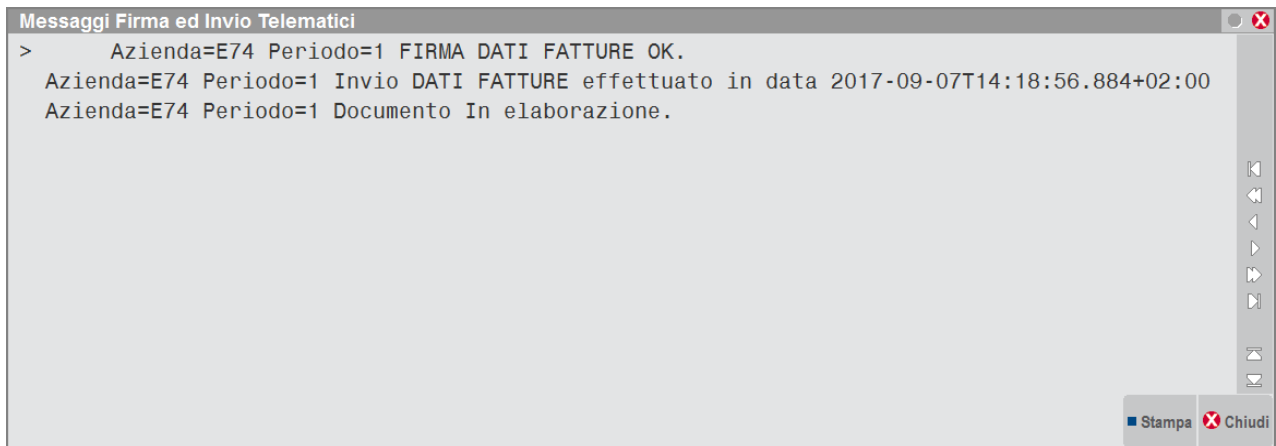 Messaggi Firma ed Invio Telematici
> Azienda=E74 Periodo=1 FIRMA DATI FATTURE OK.
Azienda=E74 Periodo=1 Invio DATI FATTURE effettuato in data 2017-09-07T14:18:56.884+02:00
Azienda=E74 Periodo=1 Documento In elaborazione.
Stampa Chiudi